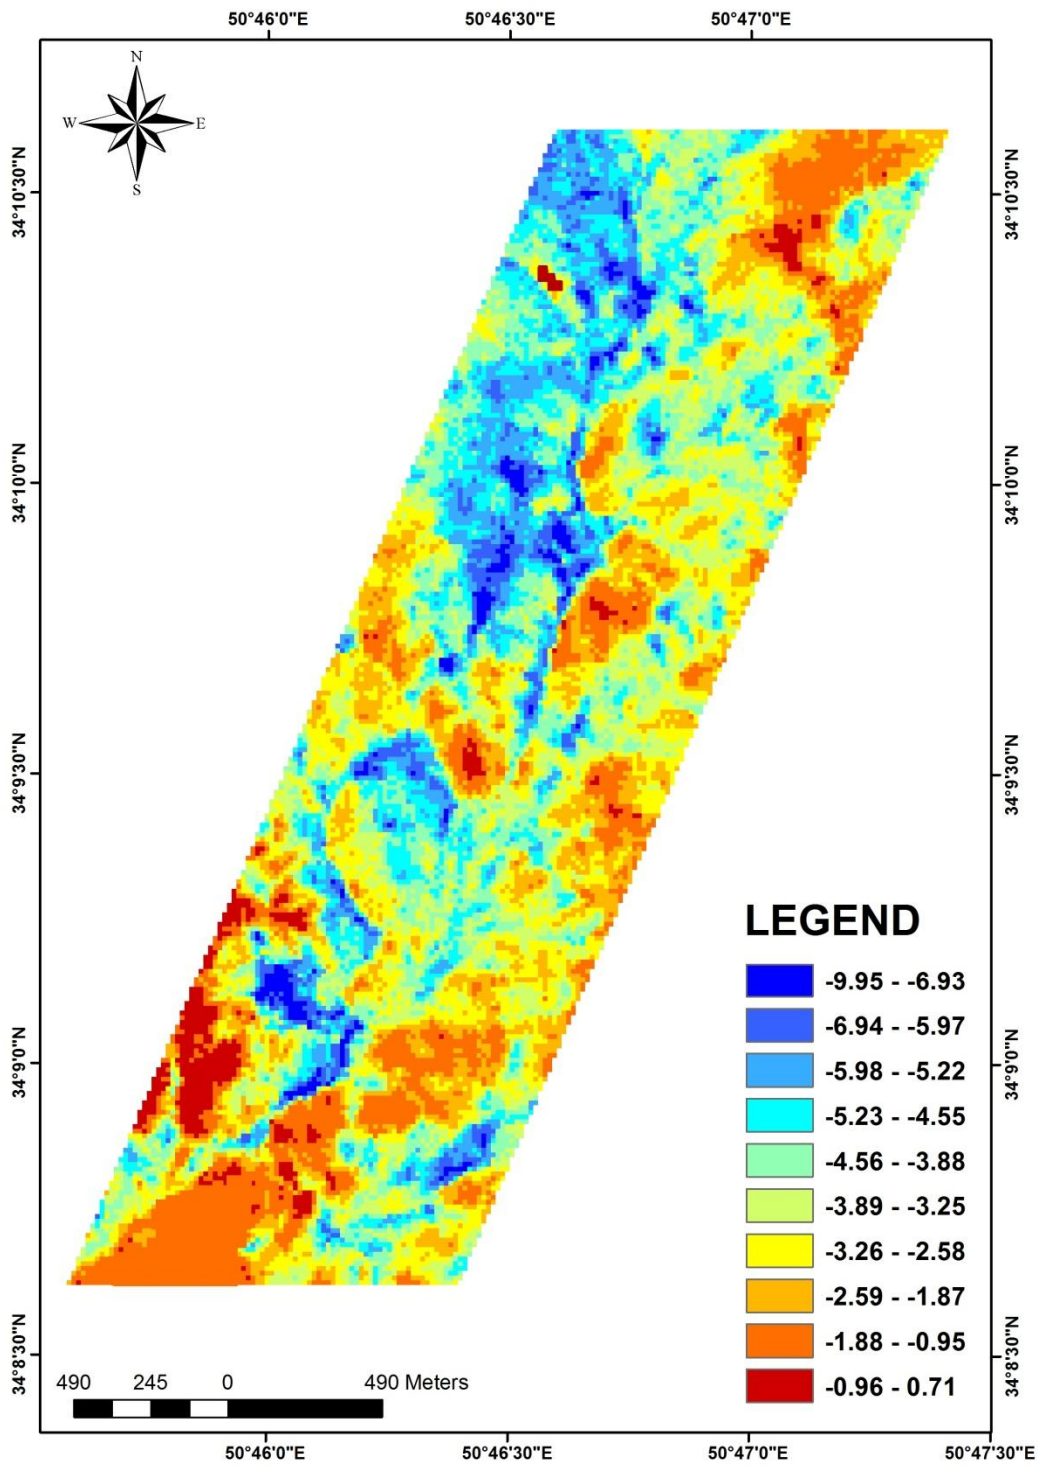 50°46'0"E 50°46'30"E 50°47'0"E
N
W E
S
34°10'30"N 34°10'30"N
34°10'0"N 34°10'0"N
34°9'30"N 34°9'30"N
LEGEND
-9.95 - -6.93
-6.94 - -5.97
-5.98 - -5.22
-5.23 - -4.55
-4.56 - -3.88
-3.89 - -3.25
-3.26 - -2.58
-2.59 - -1.87
-1.88 - -0.95
-0.96 - 0.71
34°9'0"N 34°9'0"N
34°8'30"N 34°8'30"N
490 245 0 490 Meters
50°46'0"E 50°46'30"E 50°47'0"E 50°47'30"E